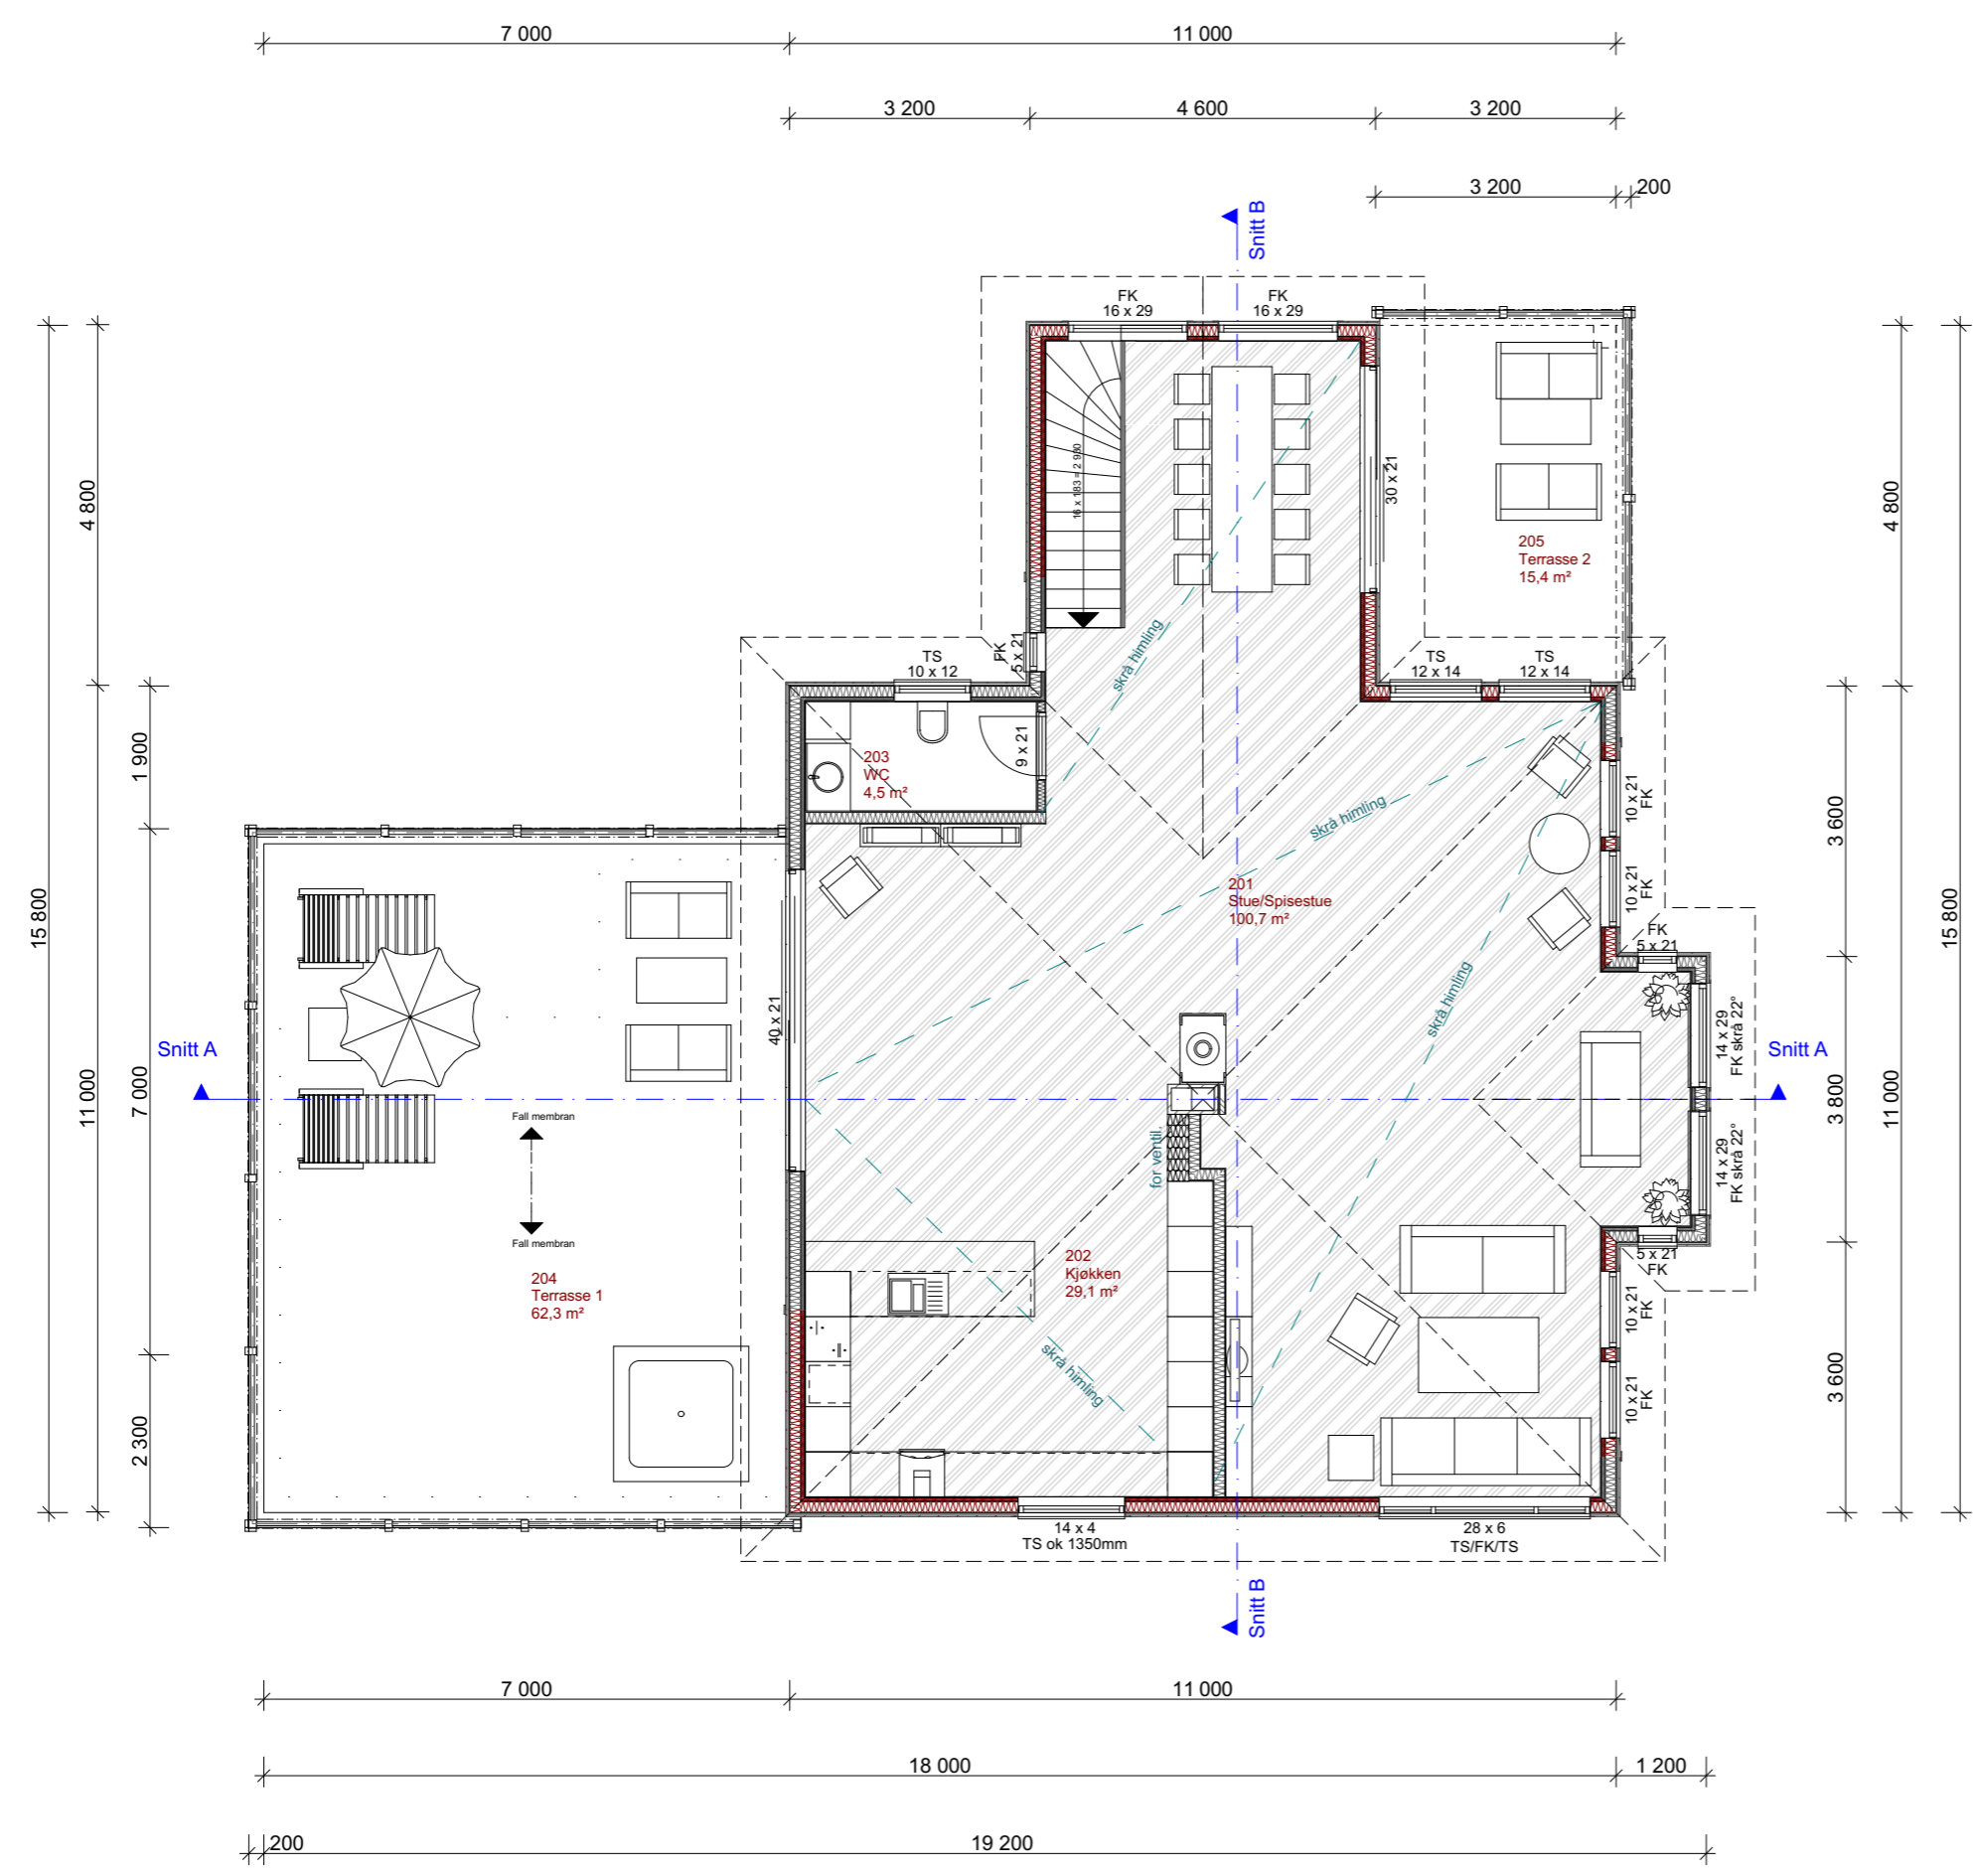 7 000
11 000
3 200
4 600
3 200
3 200
200
Snitt B
FK
16 x 29
FK
16 x 29
4 800
4 800
16 x 183 = 2 930
30 x 21
205
Terrasse 2
15,4 m²
FK
5 x 21
TS
10 x 12
TS
12 x 14
TS
12 x 14
skrå himling
203
WC
4,5 m²
9 x 21
1 900
10 x 21
FK
3 600
skrå himling
201
Stue/Spisestue
100,7 m²
10 x 21
FK
15 800
15 800
FK
5 x 21
skrå himling
40 x 21
14 x 29
FK skrå 22°
Snitt A
Snitt A
11 000
7 000
3 800
11 000
Fall membran
for ventil.
14 x 29
FK skrå 22°
Fall membran
202
Kjøkken
29,1 m²
5 x 21
FK
204
Terrasse 1
62,3 m²
10 x 21
FK
skrå himling
3 600
10 x 21
FK
2 300
14 x 4
TS ok 1350mm
28 x 6
TS/FK/TS
Snitt B
7 000
11 000
18 000
1 200
200
19 200